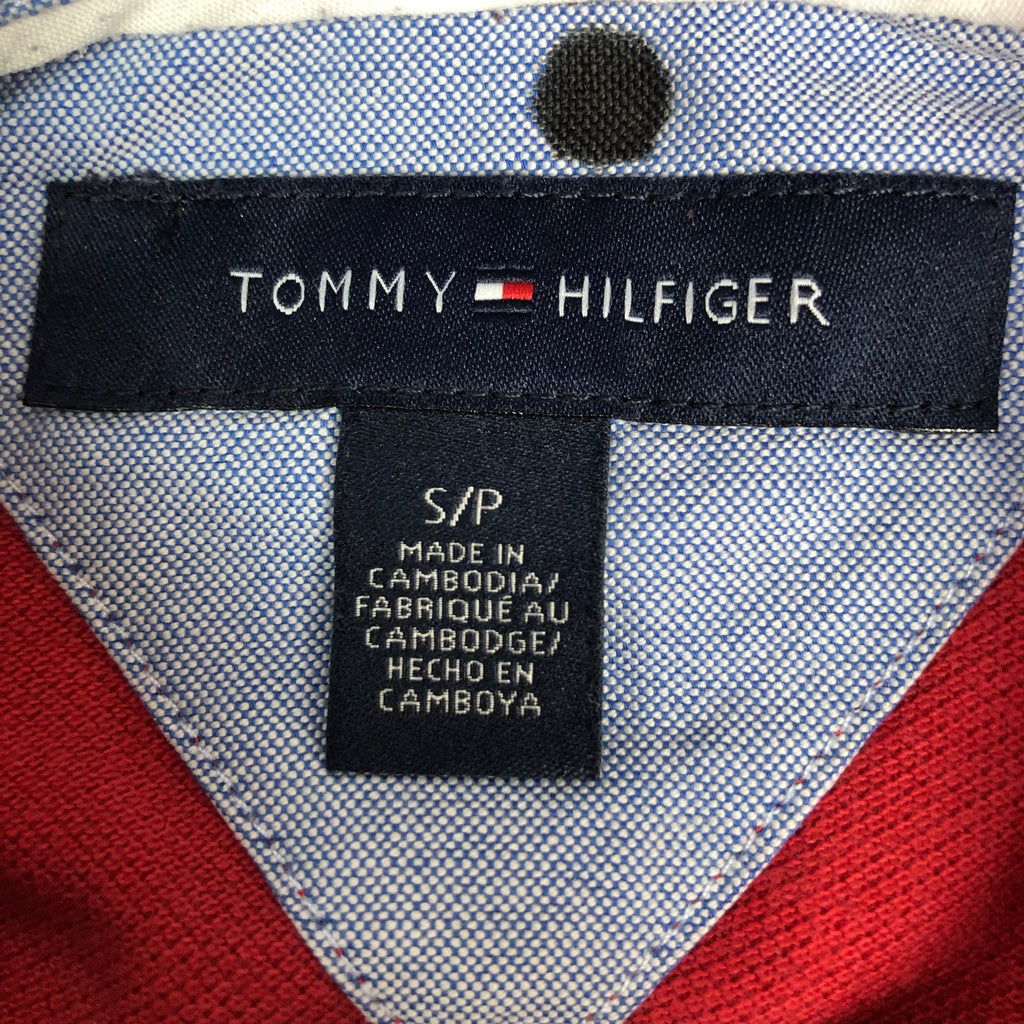 TOMMY HILFIGER
S/P
MADE IN
CAMBODIA/
FABRIQUÉ AU
CAMBODGE/
HECHO EN
CAMBOYA